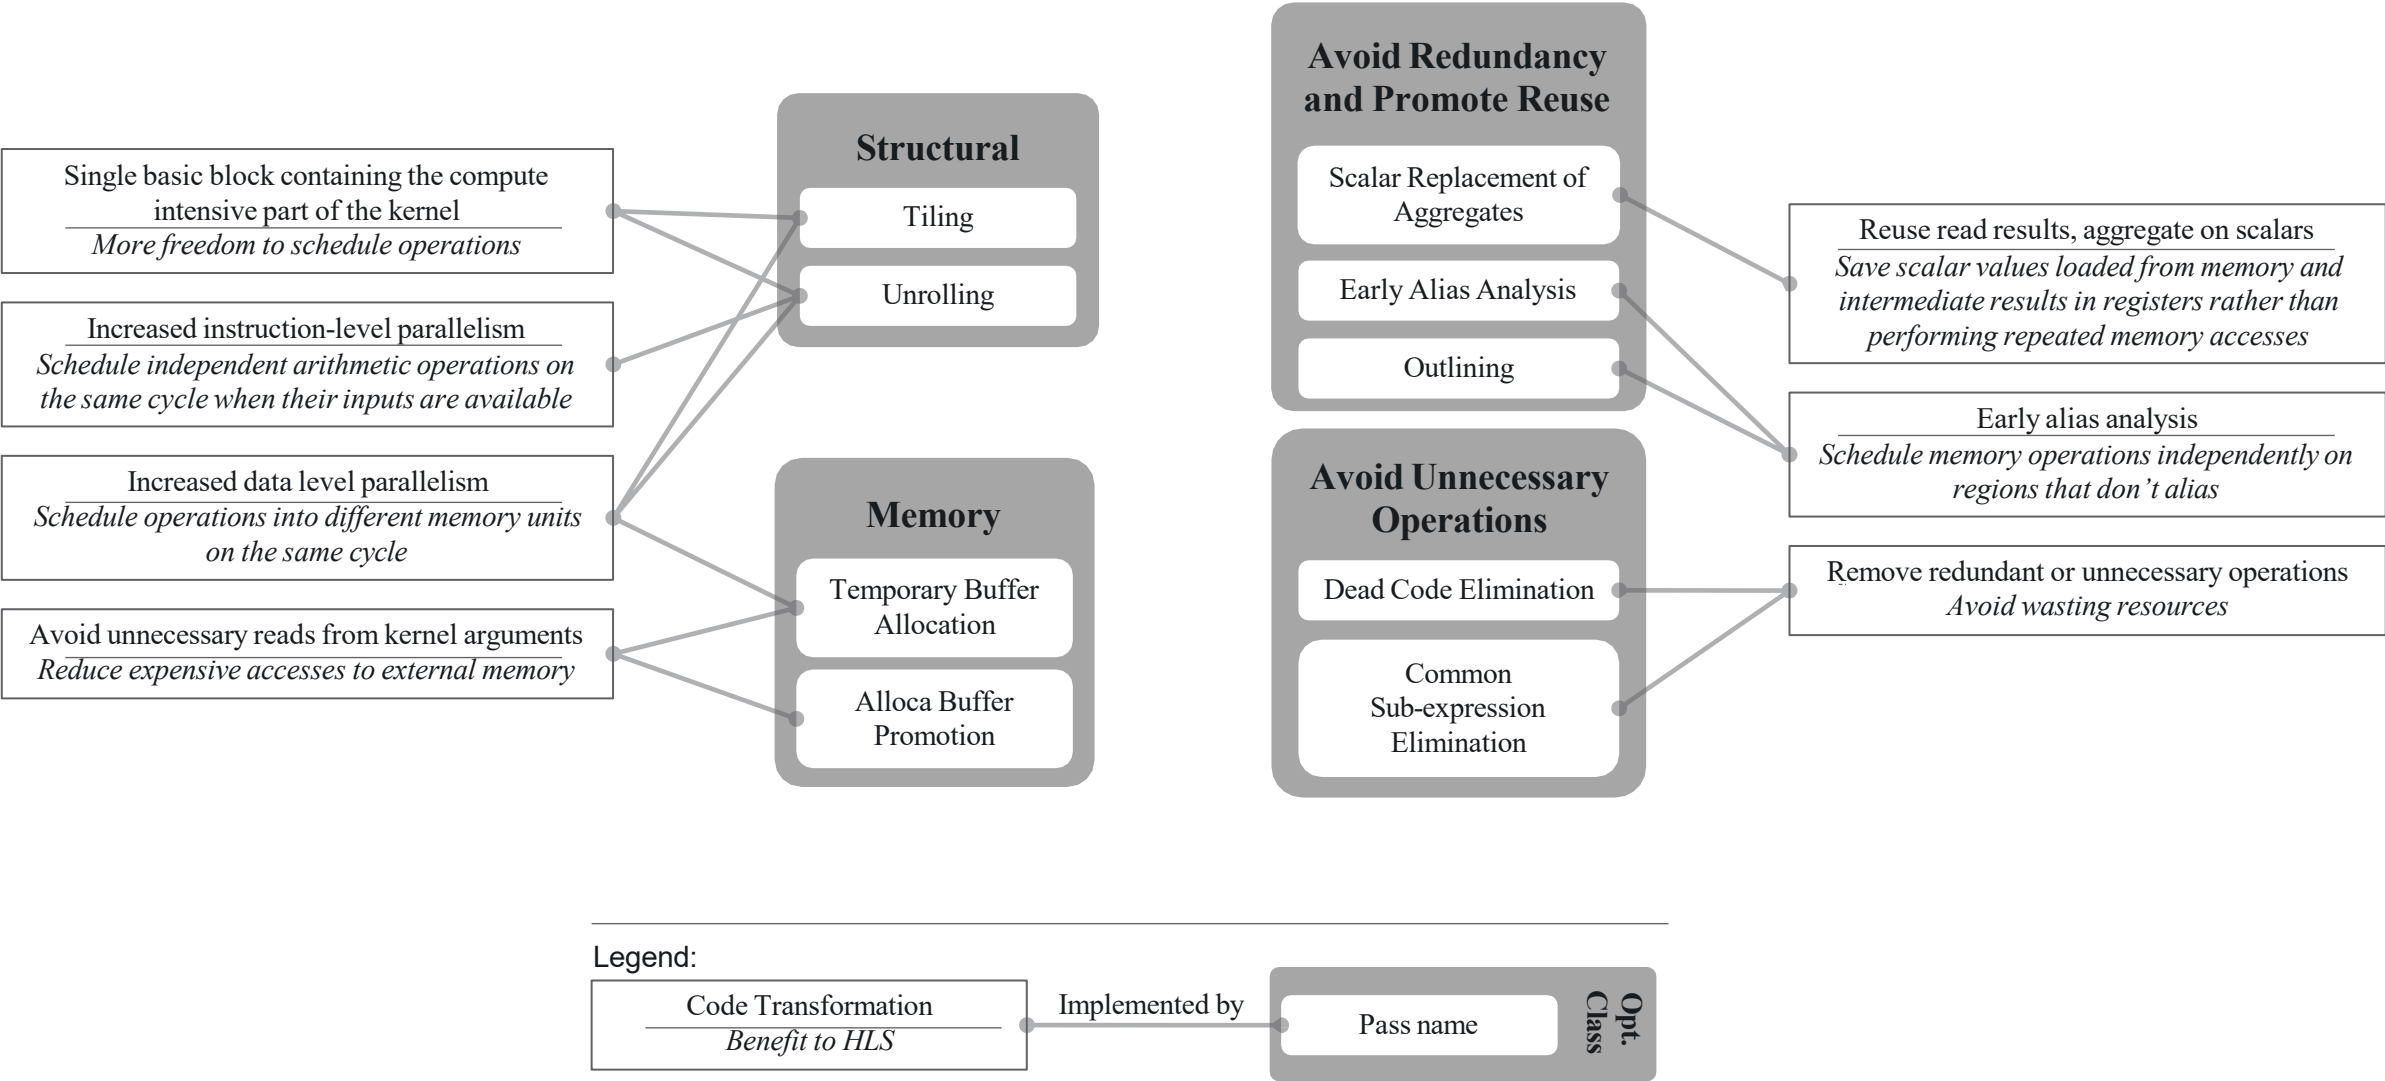 Single basic block containing the compute
intensive part of the kernel
More freedom to schedule operations
Increased instruction-level parallelism
Schedule independent arithmetic operations on
the same cycle when their inputs are available
Increased data level parallelism
Schedule operations into different memory units
on the same cycle
Avoid unnecessary reads from kernel arguments
Reduce expensive accesses to external memory
Structural
Tiling
Unrolling
Memory
Temporary Buffer
Allocation
Alloca Buffer
Promotion
Avoid Redundancy
and Promote Reuse
Scalar Replacement of
Aggregates
Early Alias Analysis
Outlining
Avoid Unnecessary
Operations
Dead Code Elimination
Common
Sub-expression
Elimination
Reuse read results, aggregate on scalars
Save scalar values loaded from memory and
intermediate results in registers rather than
performing repeated memory accesses
Early alias analysis
Schedule memory operations independently on
regions that don’t alias
Remove redundant or unnecessary operations
Avoid wasting resources
Legend:
Code Transformation
Benefit to HLS
Implemented by
Pass name
Opt.
Class